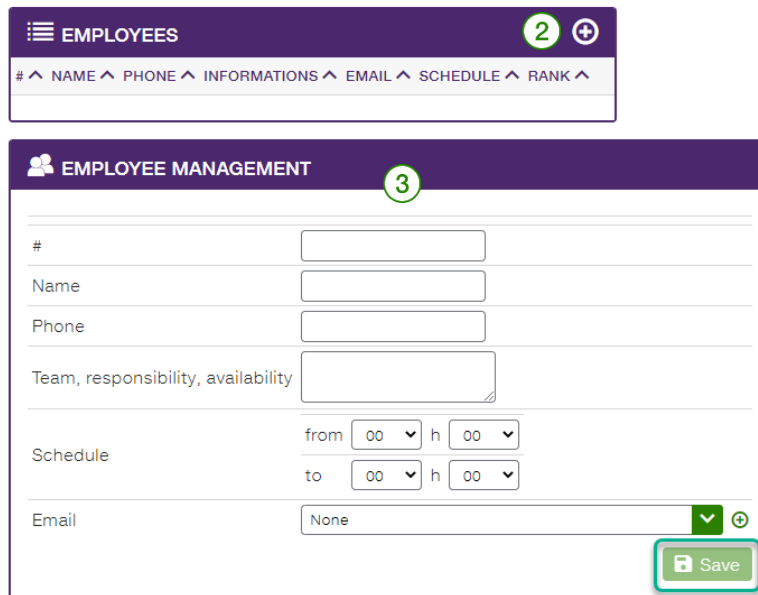 EMPLOYEES 2
# NAME PHONE INFORMATIONS EMAIL SCHEDULE RANK
EMPLOYEE MANAGEMENT
3
#
Name
Phone
Team, responsibility, availability
Schedule
from 00 h 00
to 00 h 00
Email None
Save